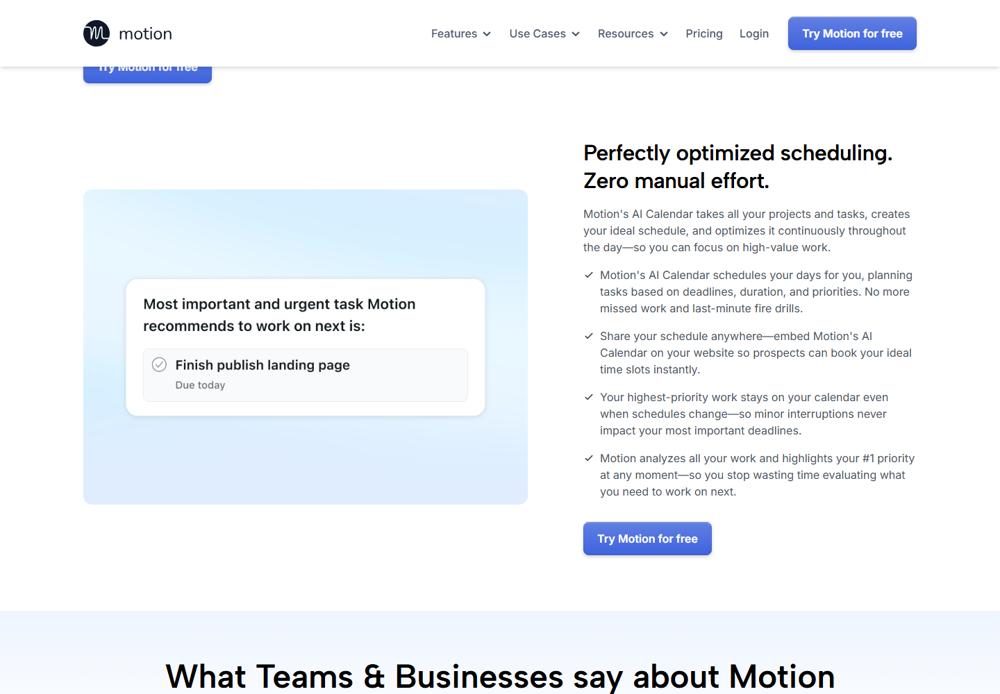 motion
Features
Use Cases
Resources
Pricing
Login
Try Motion for free
Try Motion for free
Most important and urgent task Motion
recommends to work on next is:
Finish publish landing page
Due today
Perfectly optimized scheduling.
Zero manual effort.
Motion's AI Calendar takes all your projects and tasks, creates
your ideal schedule, and optimizes it continuously throughout
the day—so you can focus on high-value work.
Motion's AI Calendar schedules your days for you, planning
tasks based on deadlines, duration, and priorities. No more
missed work and last-minute fire drills.
Share your schedule anywhere—embed Motion's AI
Calendar on your website so prospects can book your ideal
time slots instantly.
Your highest-priority work stays on your calendar even
when schedules change—so minor interruptions never
impact your most important deadlines.
Motion analyzes all your work and highlights your #1 priority
at any moment—so you stop wasting time evaluating what
you need to work on next.
Try Motion for free
What Teams & Businesses say about Motion